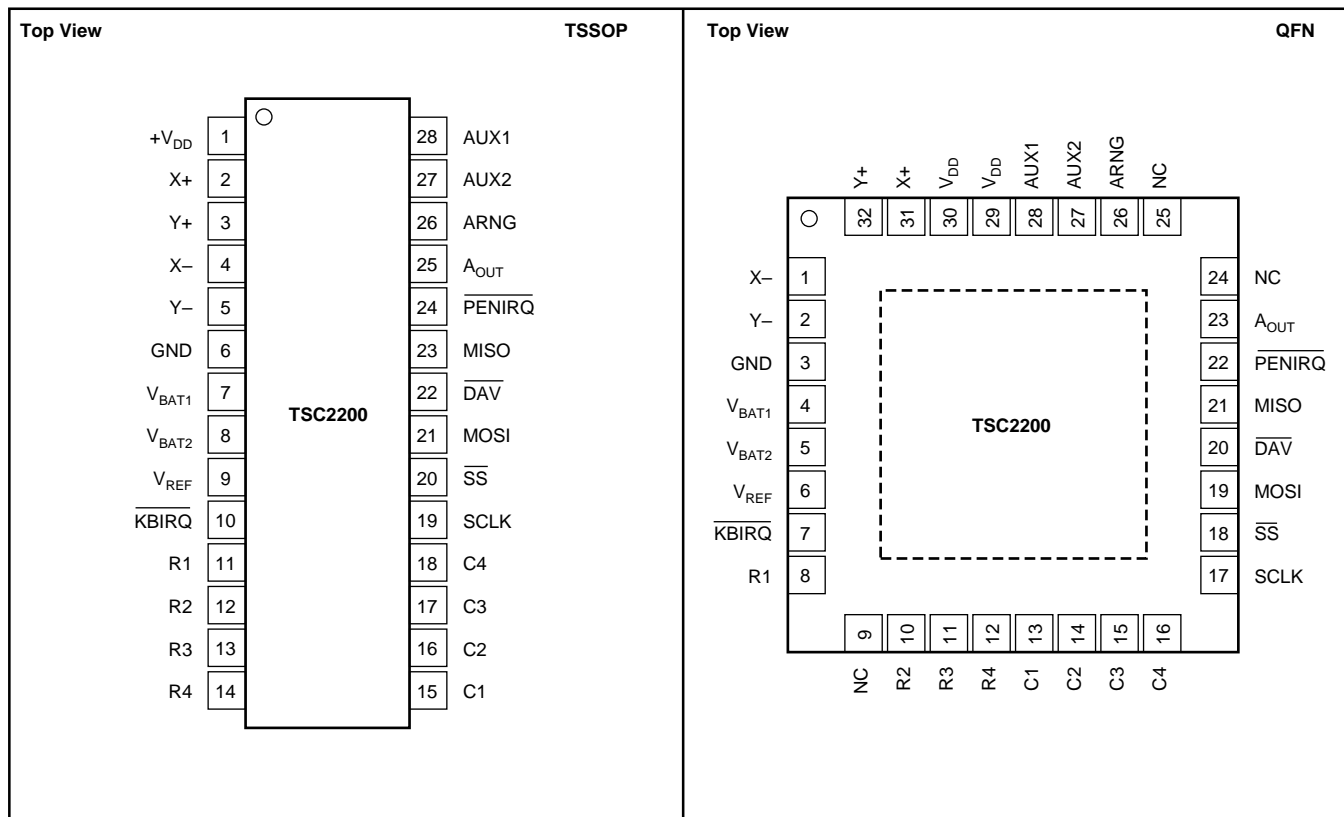 Top View TSSOP
+VDD 1 28 AUX1
X+ 2 27 AUX2
Y+ 3 26 ARNG
X– 4 25 AOUT
Y– 5 24 PENIRQ
GND 6 23 MISO
VBAT1 7 22 DAV
VBAT2 8 21 MOSI
VREF 9 20 SS
KBIRQ 10 19 SCLK
R1 11 18 C4
R2 12 17 C3
R3 13 16 C2
R4 14 15 C1
TSC2200
Top View QFN
Y+ X+ VDD VDD AUX1 AUX2 ARNG NC
32 31 30 29 28 27 26 25
X– 1 24 NC
Y– 2 23 AOUT
GND 3 22 PENIRQ
VBAT1 4 21 MISO
VBAT2 5 20 DAV
VREF 6 19 MOSI
KBIRQ 7 18 SS
R1 8 17 SCLK
TSC2200
9 10 11 12 13 14 15 16
NC R2 R3 R4 C1 C2 C3 C4